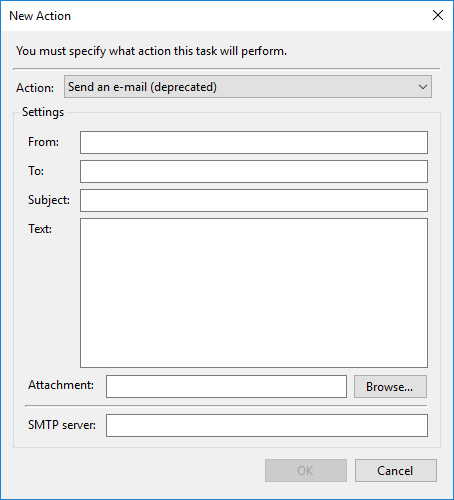 New Action
You must specify what action this task will perform.
Action: Send an e-mail (deprecated)
Settings
From:
To:
Subject:
Text:
Attachment: Browse...
SMTP server:
OK Cancel